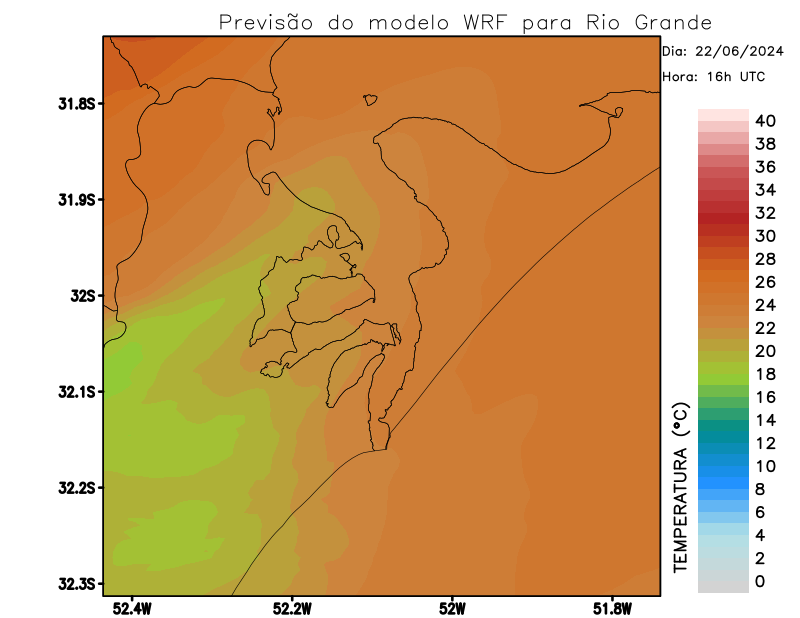 Previsão do modelo WRF para Rio Grande
Dia: 22/06/2024
Hora: 16h UTC
31.8S
31.9S
32S
32.1S
32.2S
32.3S
52.4W
52.2W
52W
51.8W
40
38
36
34
32
30
28
26
24
22
20
18
16
14
12
10
8
6
4
2
0
TEMPERATURA (°C)